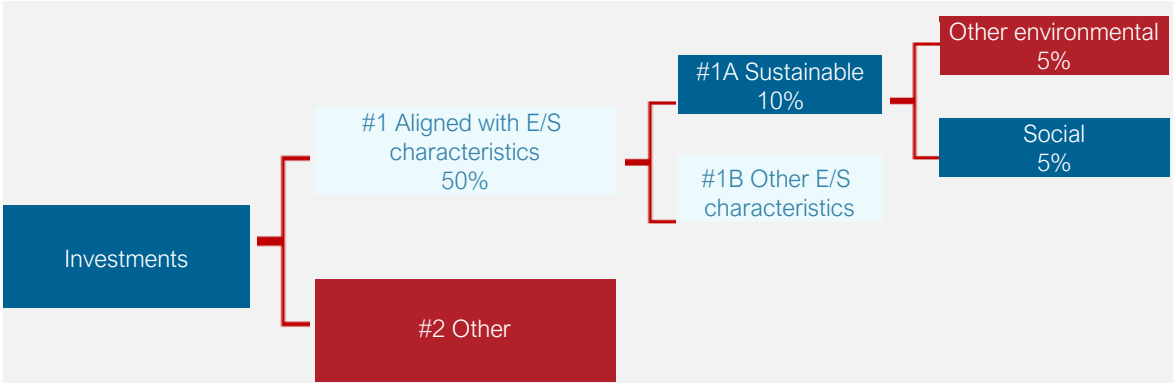 Other environmental
5%
#1A Sustainable
10%
#1 Aligned with E/S
characteristics
50%
Social
5%
#1B Other E/S
characteristics
Investments
#2 Other